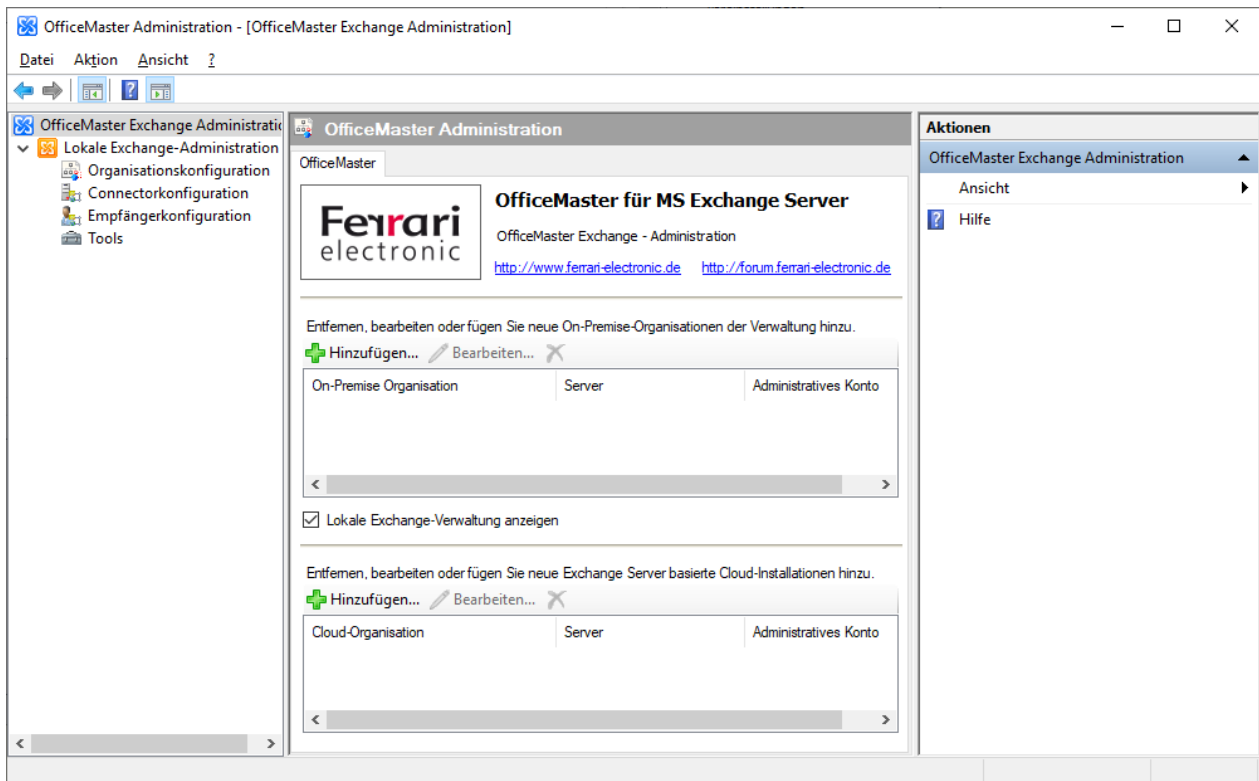 OfficeMaster Administration - [OfficeMaster Exchange Administration]
Datei Aktion Ansicht ?
OfficeMaster Exchange Administratic
Lokale Exchange-Administration
Organisationskonfiguration
Connectorkonfiguration
Empfängerkonfiguration
Tools
OfficeMaster Administration
OfficeMaster
Ferrari
electronic
OfficeMaster für MS Exchange Server
OfficeMaster Exchange - Administration
http://www.ferrari-electronic.de http://forum.ferrari-electronic.de
Entfernen, bearbeiten oder fügen Sie neue On-Premise-Organisationen der Verwaltung hinzu.
Hinzufügen... Bearbeiten...
On-Premise Organisation Server Administratives Konto
Lokale Exchange-Verwaltung anzeigen
Entfernen, bearbeiten oder fügen Sie neue Exchange Server basierte Cloud-Installationen hinzu.
Hinzufügen... Bearbeiten...
Cloud-Organisation Server Administratives Konto
Aktionen
OfficeMaster Exchange Administration
Ansicht
Hilfe